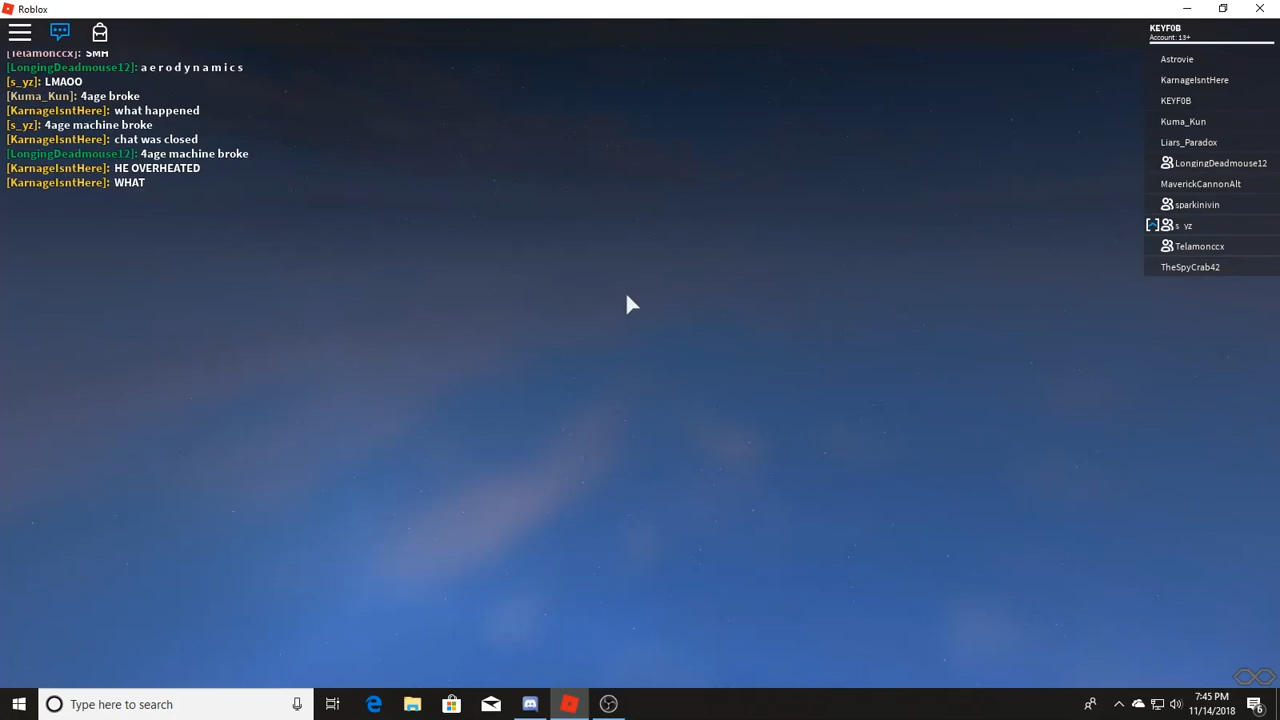 Roblox
KEYF0B
Account: 13+
[Telamonccx]: SMH
[LongingDeadmouse12]: a e r o d y n a m i c s
[s_yz]: LMAOO
[Kuma_Kun]: 4age broke
[KarnageIsntHere]: what happened
[s_yz]: 4age machine broke
[KarnageIsntHere]: chat was closed
[LongingDeadmouse12]: 4age machine broke
[KarnageIsntHere]: HE OVERHEATED
[KarnageIsntHere]: WHAT
Astrovie
KarnageIsntHere
KEYF0B
Kuma_Kun
Liars_Paradox
LongingDeadmouse12
MaverickCannonAlt
sparkinivin
s_yz
Telamonccx
TheSpyCrab42
Type here to search
7:45 PM
11/14/2018
6